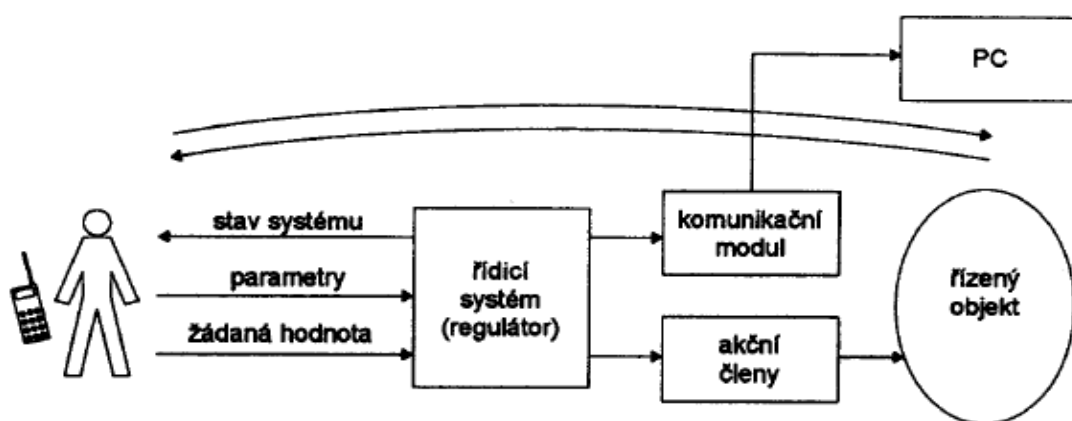 PC
stav systému
parametry
žádaná hodnota
řídicí
systém
(regulátor)
komunikační
modul
akční
členy
řízený
objekt